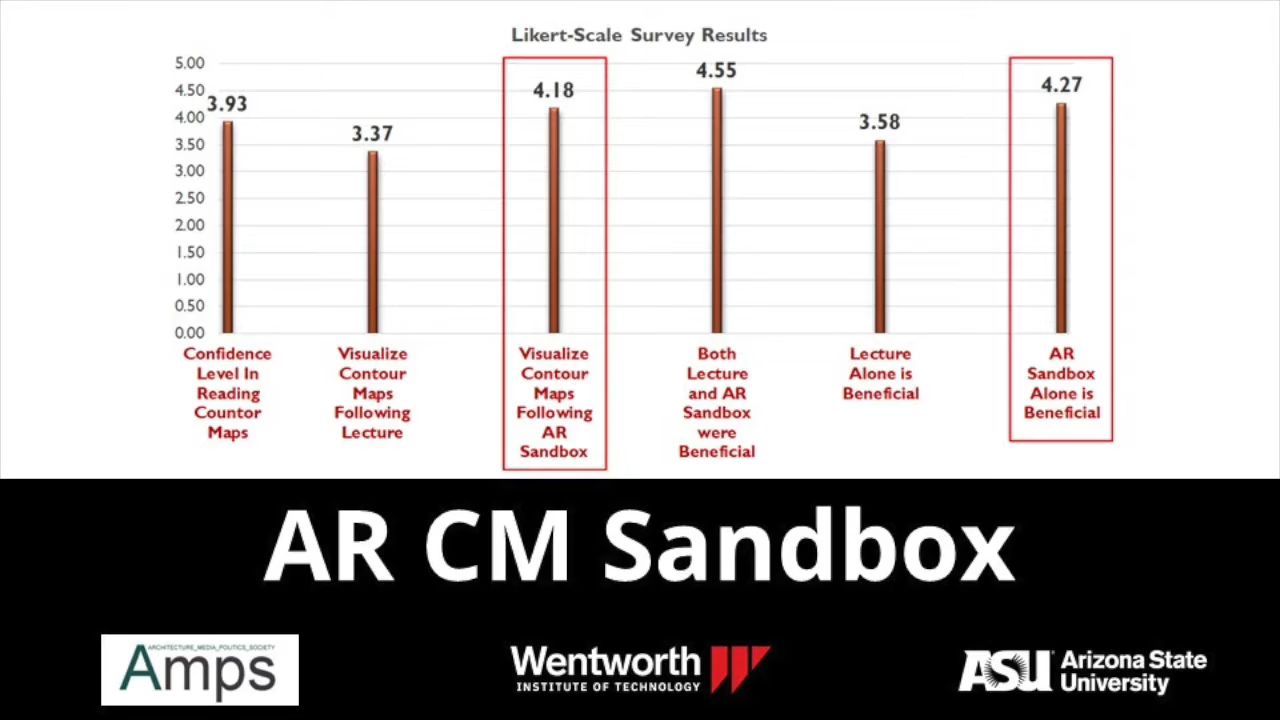 Likert-Scale Survey Results
5.00
4.50
4.00
3.50
3.00
2.50
2.00
1.50
1.00
0.50
0.00
3.93
3.37
4.18
4.55
3.58
4.27
Confidence
Level In
Reading
Countor
Maps
Visualize
Contour
Maps
Following
Lecture
Visualize
Contour
Maps
Following
AR
Sandbox
Both
Lecture
and AR
Sandbox
were
Beneficial
Lecture
Alone is
Beneficial
AR
Sandbox
Alone is
Beneficial
AR CM Sandbox
ARCHITECTURE_MEDIA_POLITICS_SOCIETY
Amps
Wentworth
INSTITUTE OF TECHNOLOGY
ASU
Arizona State
University